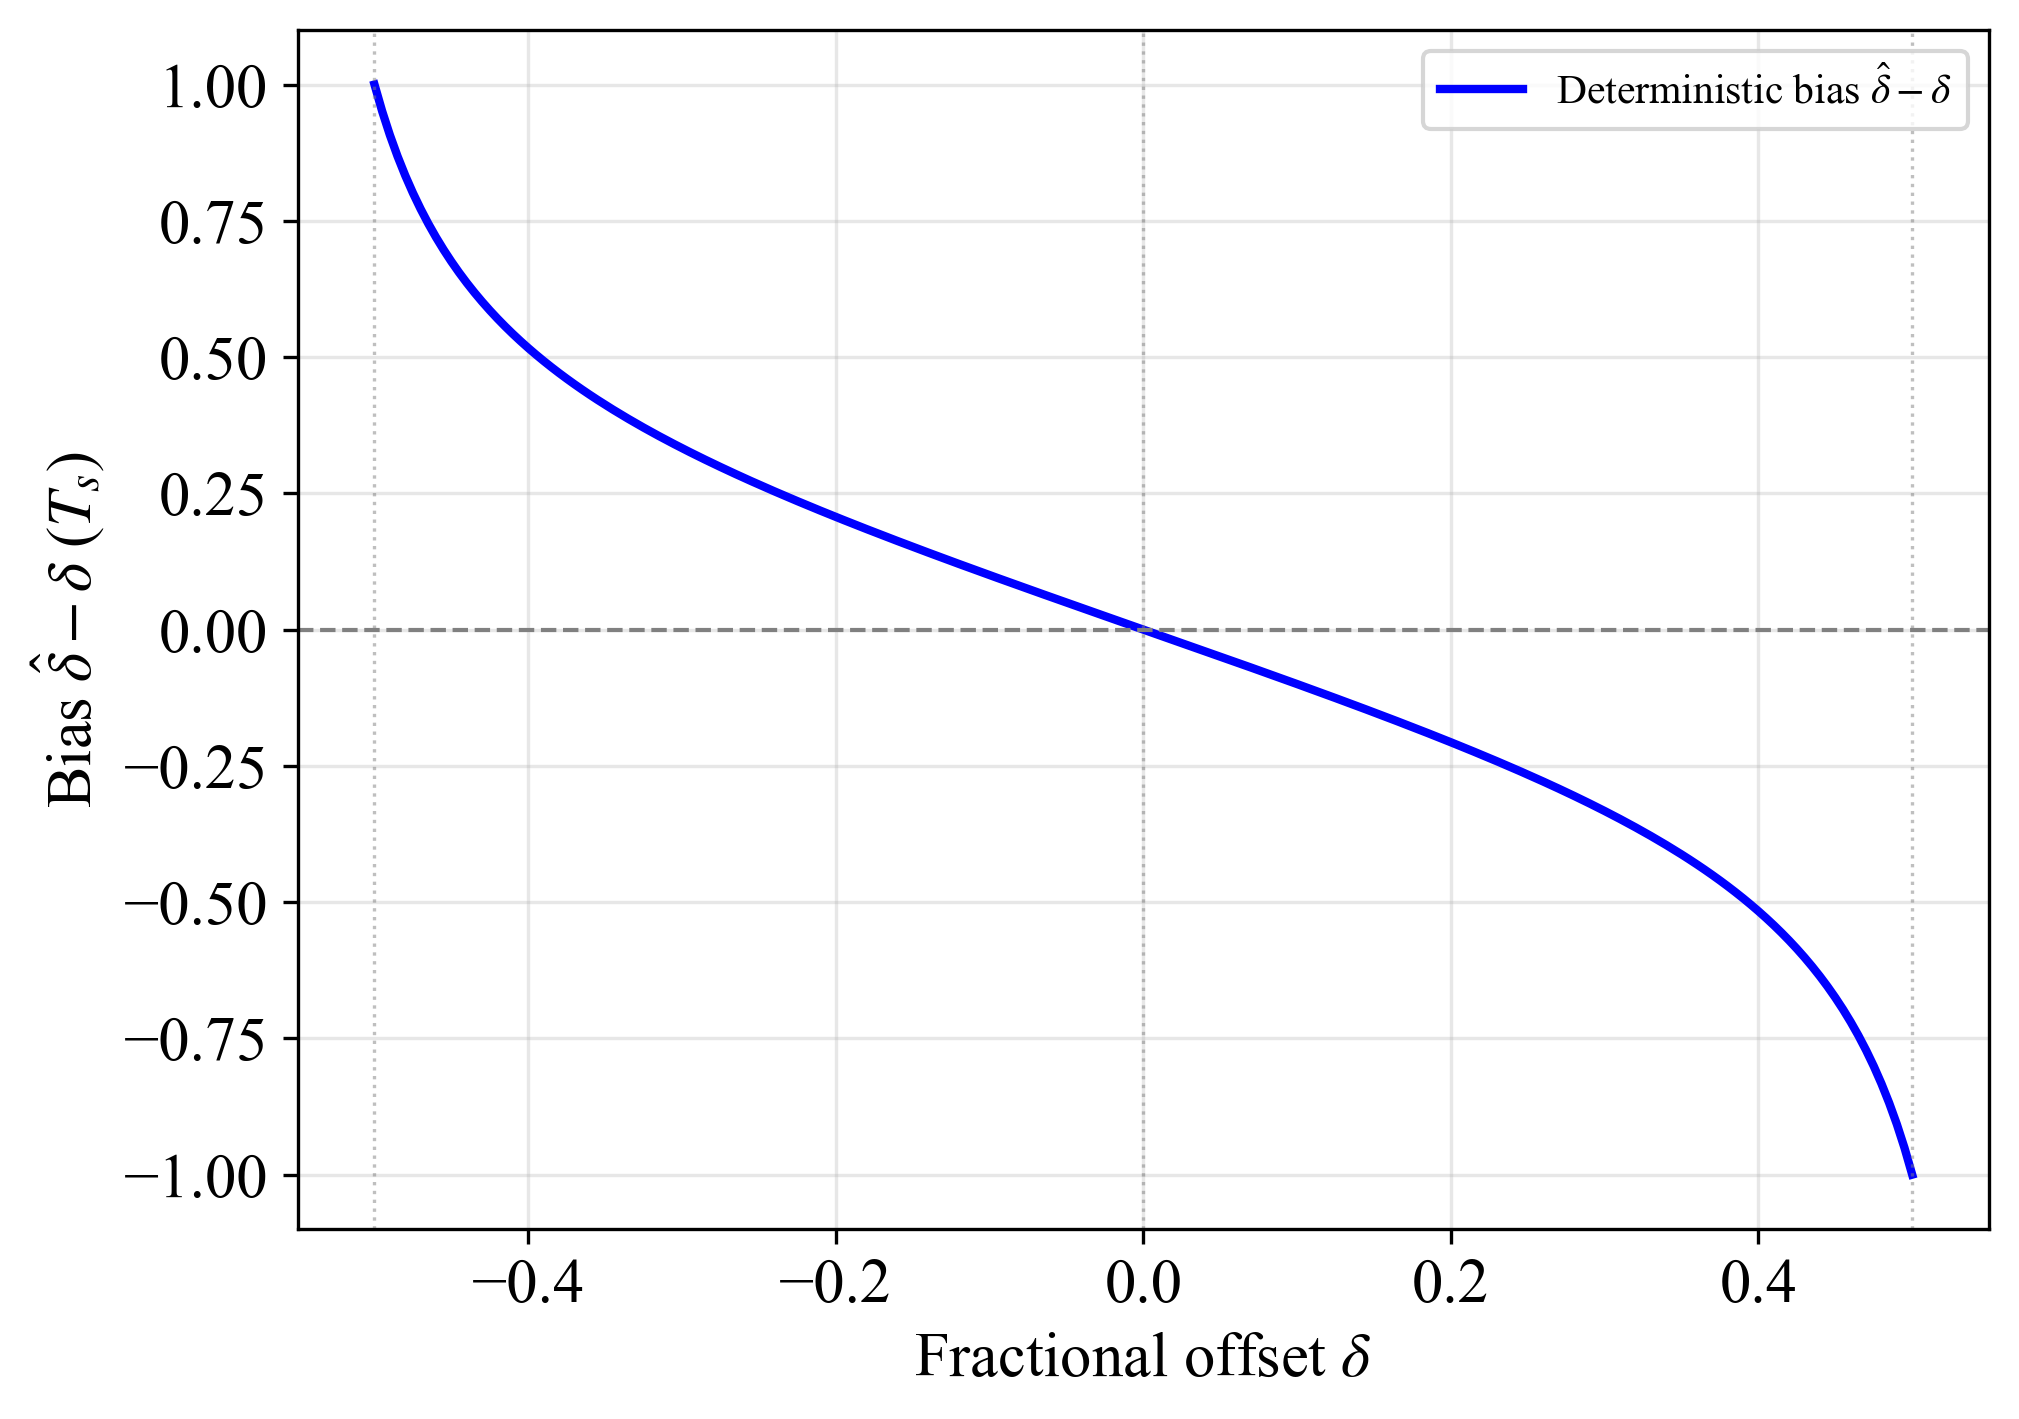 Deterministic bias δ̂ − δ
1.00
0.75
0.50
0.25
0.00
−0.25
−0.50
−0.75
−1.00
Bias δ̂ − δ (Tₛ)
−0.4 −0.2 0.0 0.2 0.4
Fractional offset δ